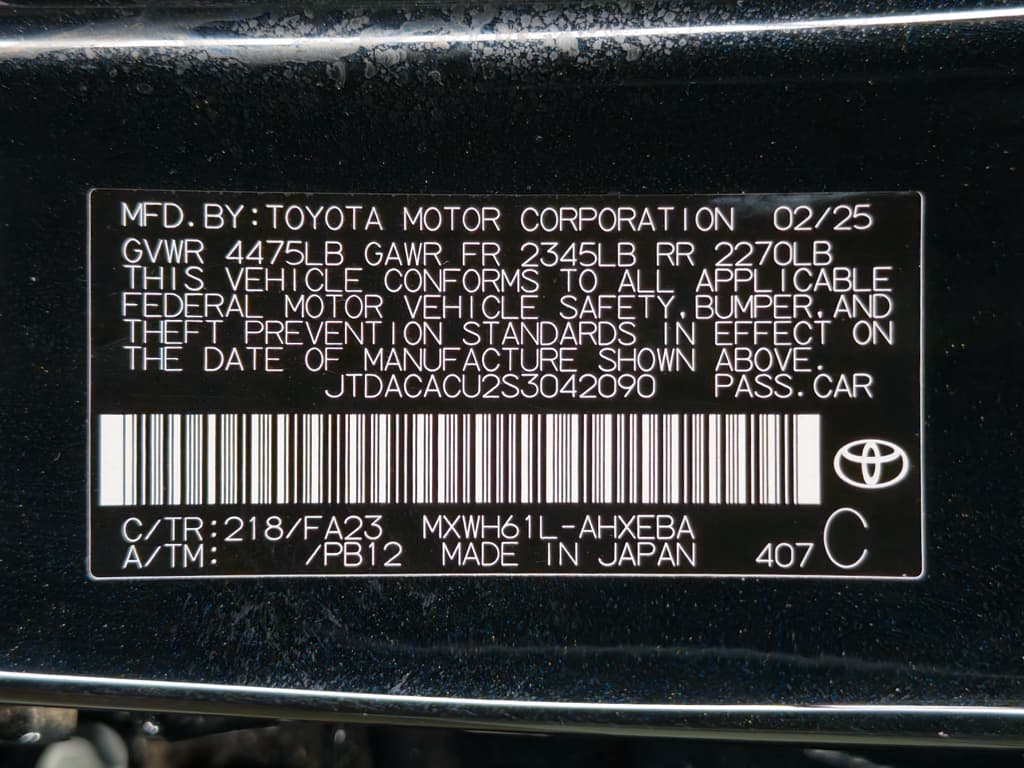 MFD.BY:TOYOTA MOTOR CORPORATION 02/25
GVWR 4475LB GAWR FR 2345LB RR 2270LB
THIS VEHICLE CONFORMS TO ALL APPLICABLE
FEDERAL MOTOR VEHICLE SAFETY,BUMPER,AND
THEFT PREVENTION STANDARDS IN EFFECT ON
THE DATE OF MANUFACTURE SHOWN ABOVE.
JTDACACU2S3042090 PASS.CAR
C/TR:218/FA23 MXWH61L-AHXEBA
A/TM: /PB12 MADE IN JAPAN 407 C